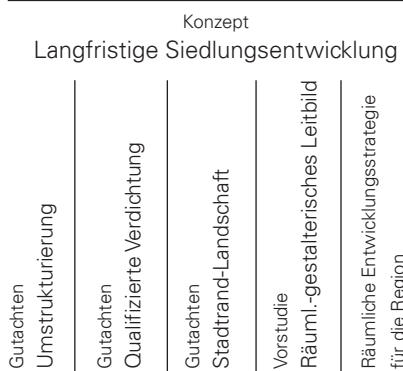 Konzept
Langfristige Siedlungsentwicklung
Gutachten
Umstrukturierung
Gutachten
Qualifizierte Verdichtung
Gutachten
Stadtrand-Landschaft
Vorstudie
Räuml.-gestalterisches Leitbild
Räumliche Entwicklungsstrategie
für die Region